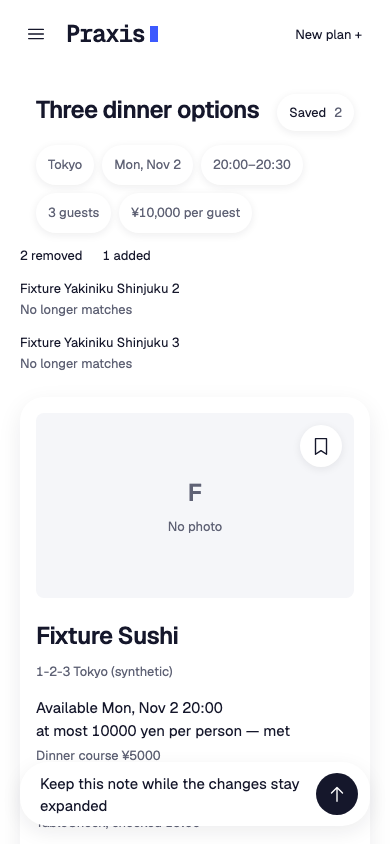 Praxis
New plan +
Three dinner options
Saved 2
Tokyo
Mon, Nov 2
20:00–20:30
3 guests
¥10,000 per guest
2 removed 1 added
Fixture Yakiniku Shinjuku 2
No longer matches
Fixture Yakiniku Shinjuku 3
No longer matches
F
No photo
Fixture Sushi
1-2-3 Tokyo (synthetic)
Available Mon, Nov 2 20:00
at most 10000 yen per person — met
Dinner course ¥5000
Keep this note while the changes stay
expanded